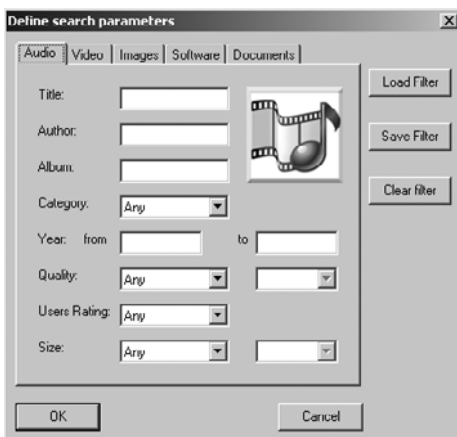 Define search parameters
Audio Video Images Software Documents
Title:
Author:
Album:
Category: Any
Year: from to
Quality: Any
Users Rating: Any
Size: Any
Load Filter
Save Filter
Clear filter
OK Cancel